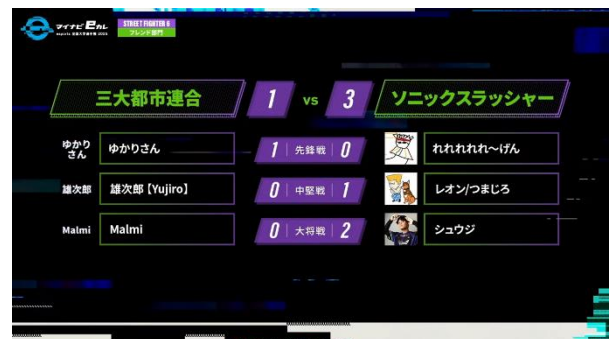 マイナビ eカレ
STREET FIGHTER 6
フレンド部門
三大都市連合 1 vs 3 ソニックスラッシャー
ゆかり
さん
ゆかりさん 1 先鋒戦 0 れれれれれ〜げん
雄次郎 雄次郎【Yujiro】 0 中堅戦 1 レオン/つまじろ
Malmi Malmi 0 大将戦 2 シュウジ